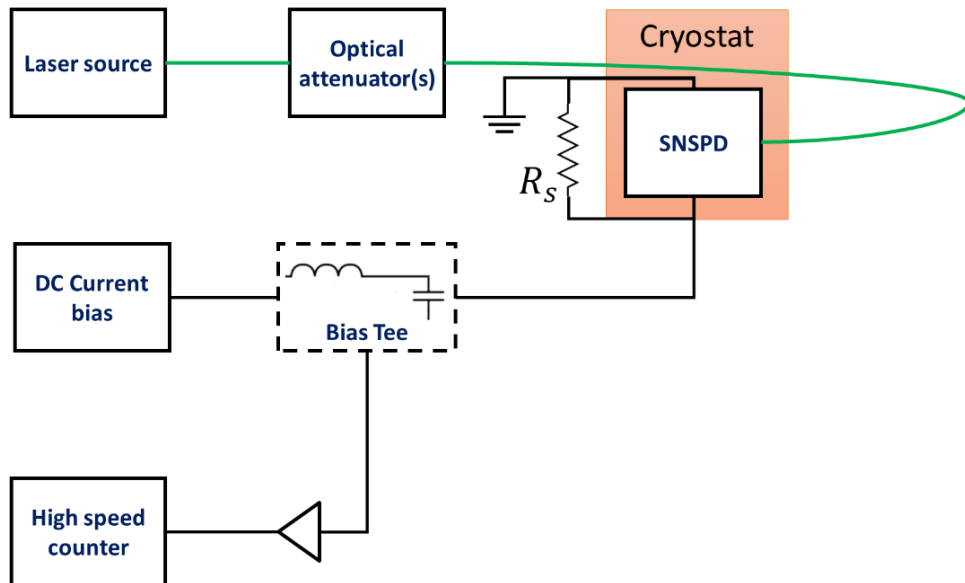 Laser source
Optical
attenuator(s)
Cryostat
SNSPD
R_s
DC Current
bias
Bias Tee
High speed
counter